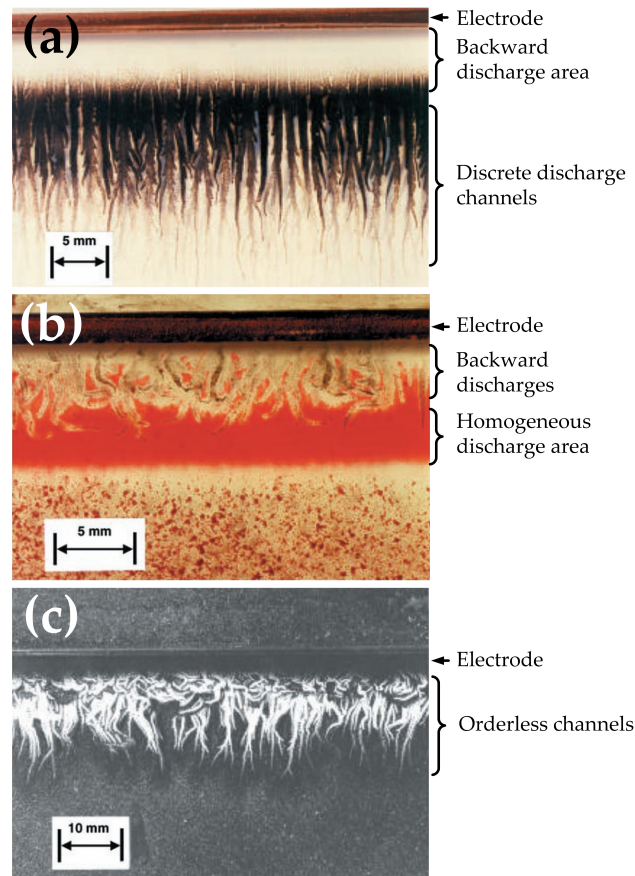 (a)
Electrode
Backward
discharge area
Discrete discharge
channels
5 mm
(b)
Electrode
Backward
discharges
Homogeneous
discharge area
5 mm
(c)
Electrode
Orderless channels
10 mm